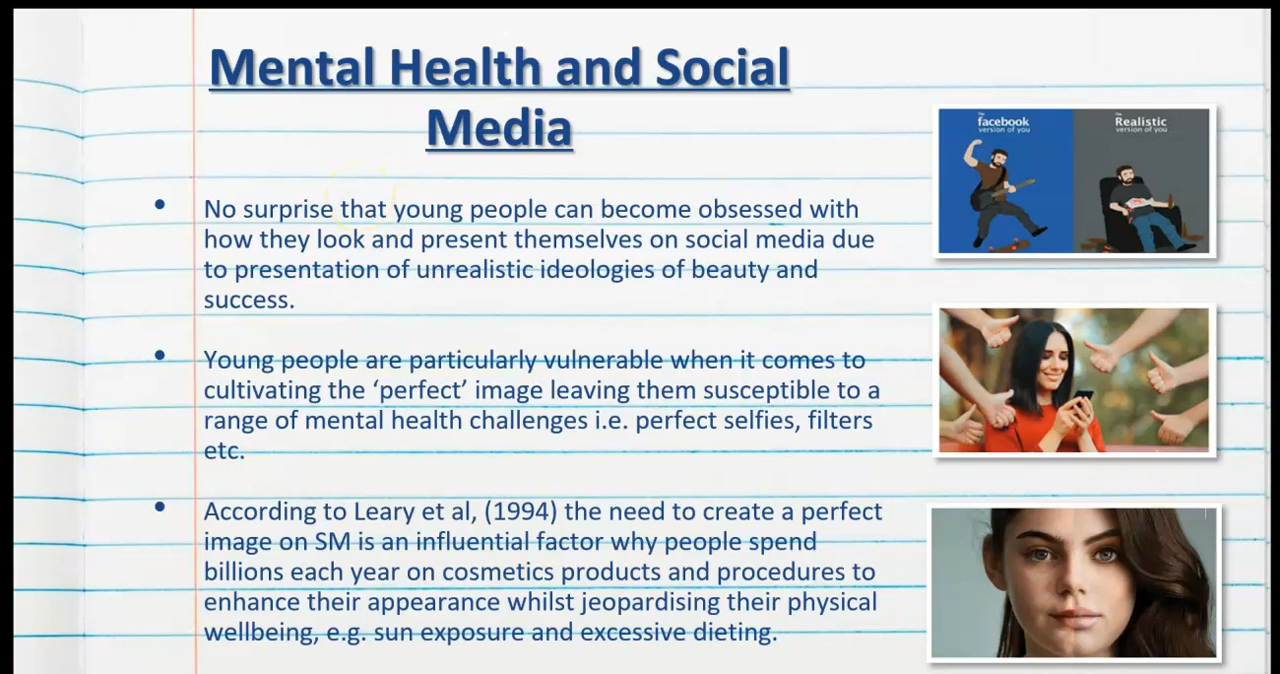 Mental Health and Social
Media
The
facebook
version of you
The
Realistic
version of you
• No surprise that young people can become obsessed with
how they look and present themselves on social media due
to presentation of unrealistic ideologies of beauty and
success.
• Young people are particularly vulnerable when it comes to
cultivating the ‘perfect’ image leaving them susceptible to a
range of mental health challenges i.e. perfect selfies, filters
etc.
• According to Leary et al, (1994) the need to create a perfect
image on SM is an influential factor why people spend
billions each year on cosmetics products and procedures to
enhance their appearance whilst jeopardising their physical
wellbeing, e.g. sun exposure and excessive dieting.